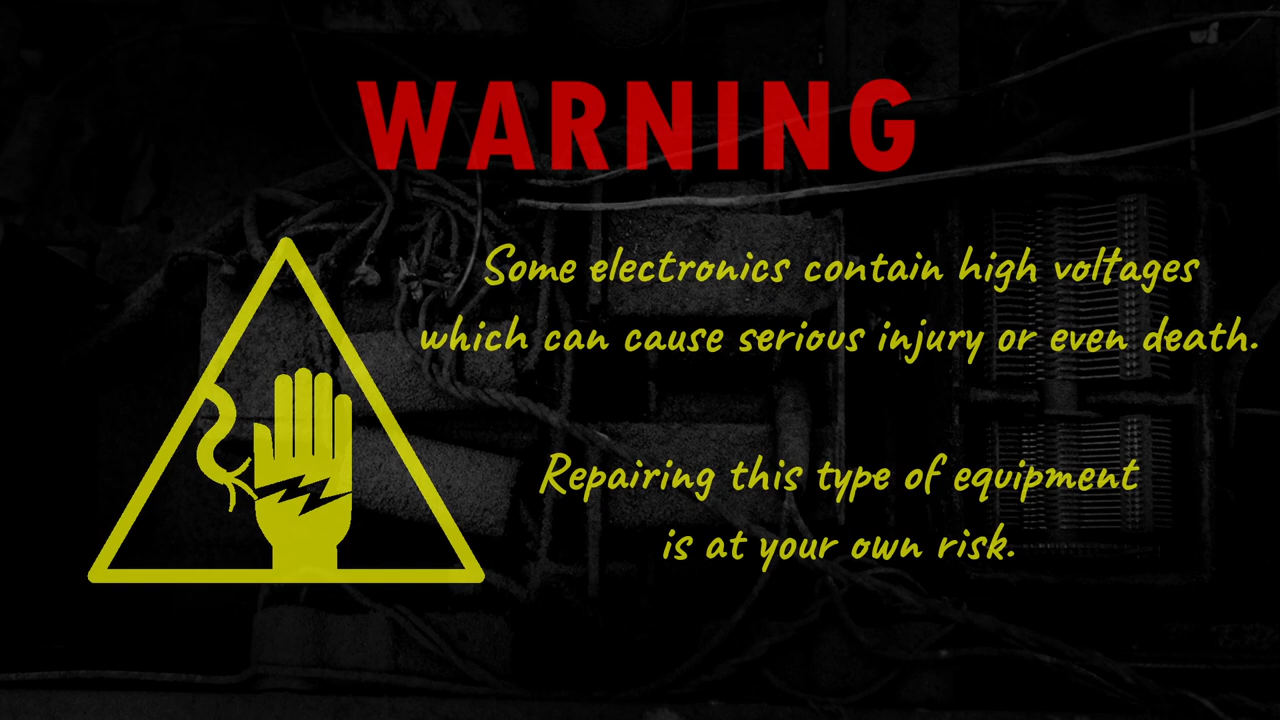 WARNING
Some electronics contain high voltages
which can cause serious injury or even death.
Repairing this type of equipment
is at your own risk.